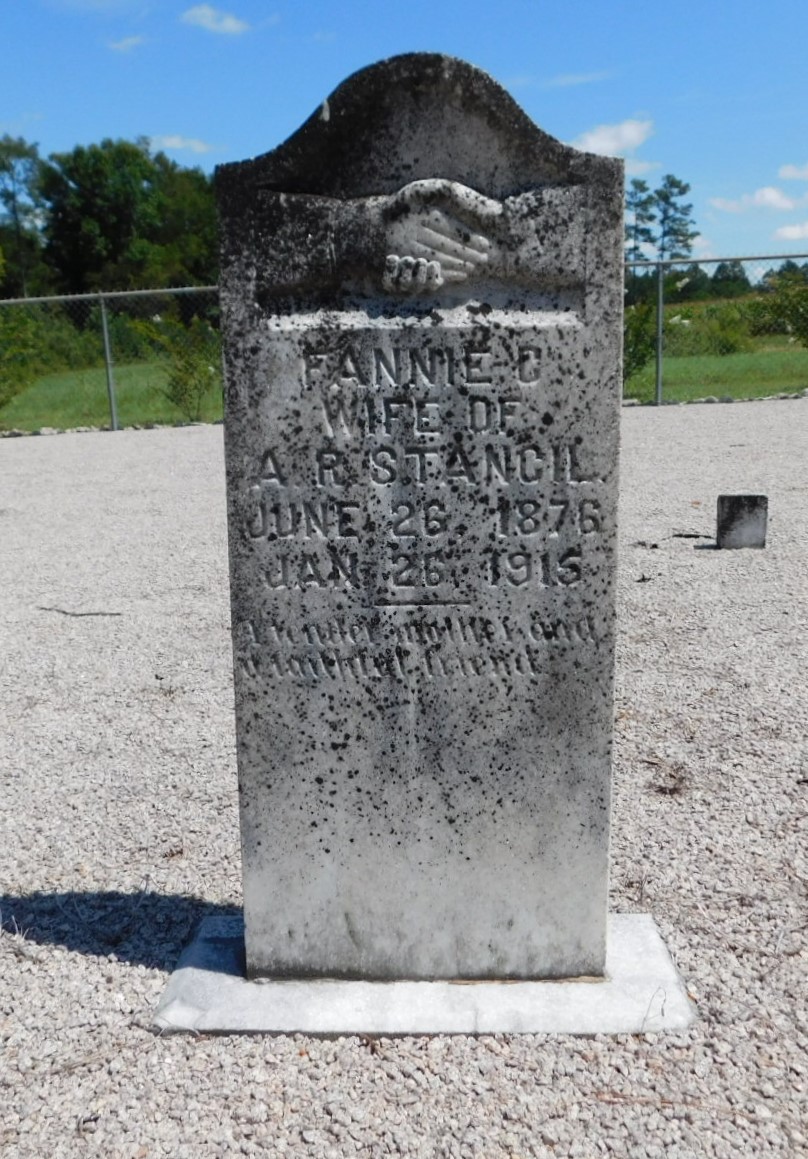 FANNIE C
WIFE OF
A. R. STANCIL.
JUNE 26, 1876
JAN 26, 1915
A tender mother and
a faithful friend